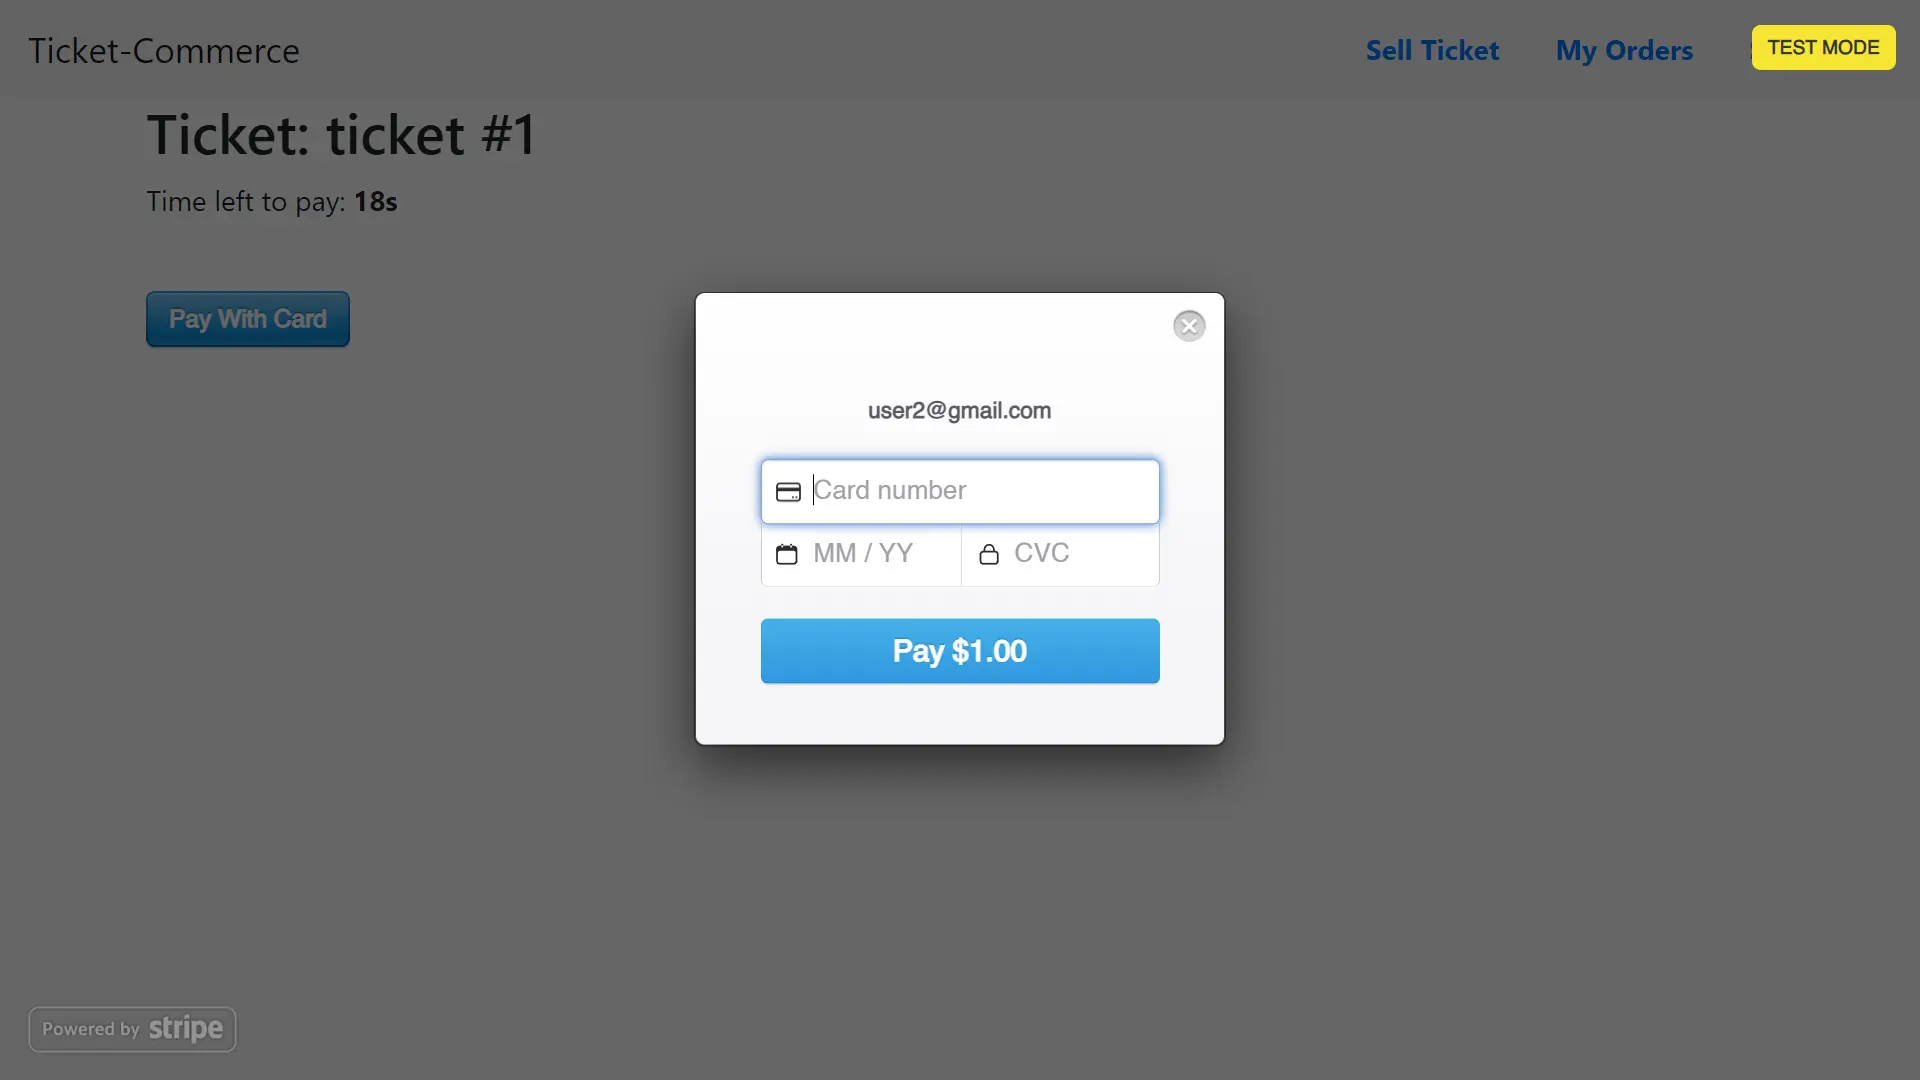 Ticket-Commerce
Sell Ticket
My Orders
TEST MODE
Ticket: ticket #1
Time left to pay: 18s
Pay With Card
user2@gmail.com
Card number
MM / YY
CVC
Pay $1.00
Powered by stripe